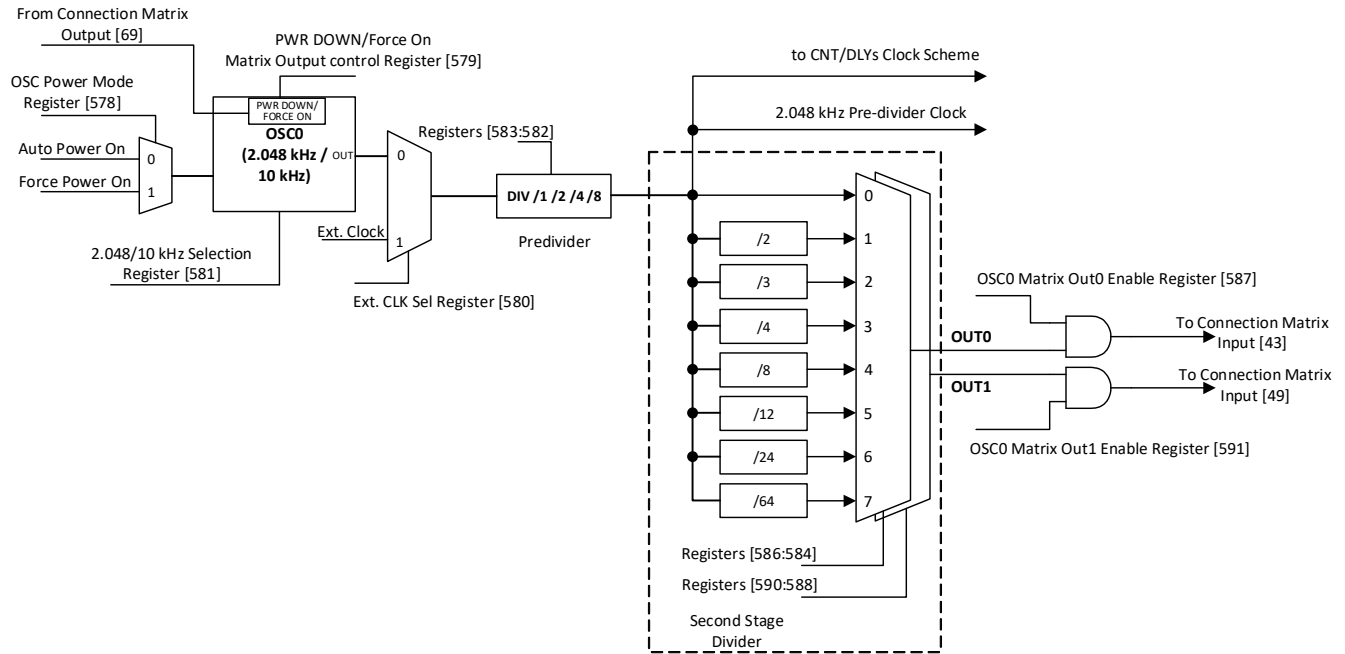 From Connection Matrix
Output [69]
PWR DOWN/Force On
Matrix Output control Register [579]
OSC Power Mode
Register [578]
PWR DOWN/
FORCE ON
OSC0
(2.048 kHz /
10 kHz)
OUT
Auto Power On
Force Power On
0
1
2.048/10 kHz Selection
Register [581]
Ext. Clock
0
1
Ext. CLK Sel Register [580]
Registers [583:582]
DIV /1 /2 /4 /8
Predivider
to CNT/DLYs Clock Scheme
2.048 kHz Pre-divider Clock
0
/2
1
/3
2
/4
3
/8
4
/12
5
/24
6
/64
7
Registers [586:584]
Registers [590:588]
Second Stage
Divider
OSC0 Matrix Out0 Enable Register [587]
OUT0
To Connection Matrix
Input [43]
OUT1
To Connection Matrix
Input [49]
OSC0 Matrix Out1 Enable Register [591]